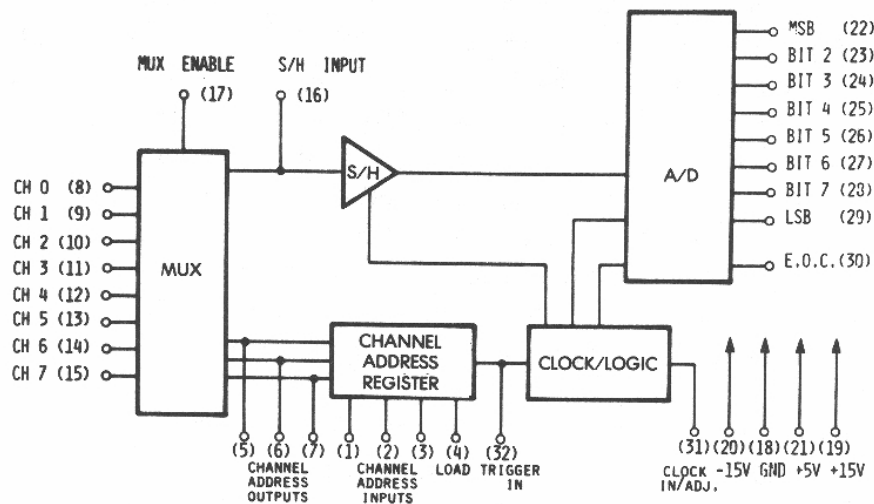 MUX ENABLE
(17)
S/H INPUT
(16)
MSB (22)
BIT 2 (23)
BIT 3 (24)
BIT 4 (25)
BIT 5 (26)
BIT 6 (27)
BIT 7 (28)
LSB (29)
E.O.C. (30)
CH 0 (8)
CH 1 (9)
CH 2 (10)
CH 3 (11)
CH 4 (12)
CH 5 (13)
CH 6 (14)
CH 7 (15)
MUX
S/H
A/D
CHANNEL
ADDRESS
REGISTER
CLOCK/LOGIC
(5) (6) (7)
CHANNEL
ADDRESS
OUTPUTS
(1) (2) (3)
CHANNEL
ADDRESS
INPUTS
(4)
LOAD
(32)
TRIGGER
IN
(31)
CLOCK
IN/ADJ.
(20)
-15V
(18)
GND
(21)
+5V
(19)
+15V